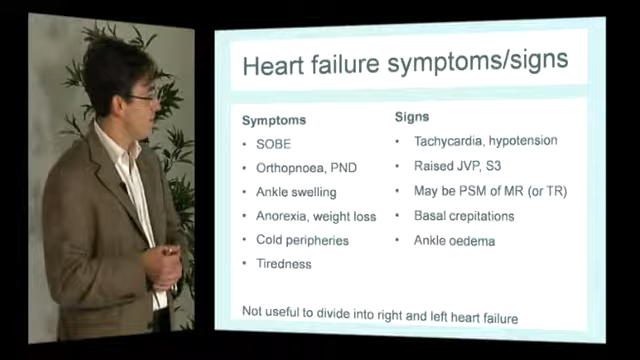 Heart failure symptoms/signs
Symptoms
• SOBE
• Orthopnoea, PND
• Ankle swelling
• Anorexia, weight loss
• Cold peripheries
• Tiredness
Signs
• Tachycardia, hypotension
• Raised JVP, S3
• May be PSM of MR (or TR)
• Basal crepitations
• Ankle oedema
Not useful to divide into right and left heart failure